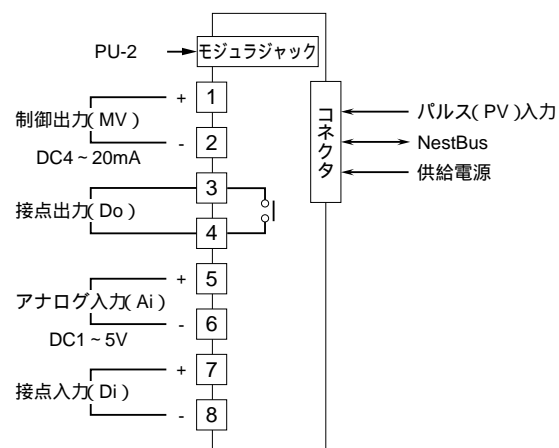 PU-2
モジュラジャック
制御出力(MV)
DC4～20mA
+
1
-
2
接点出力(Do)
3
4
アナログ入力(Ai)
DC1～5V
+
5
-
6
接点入力(Di)
+
7
-
8
コネクタ
パルス(PV)入力
NestBus
供給電源